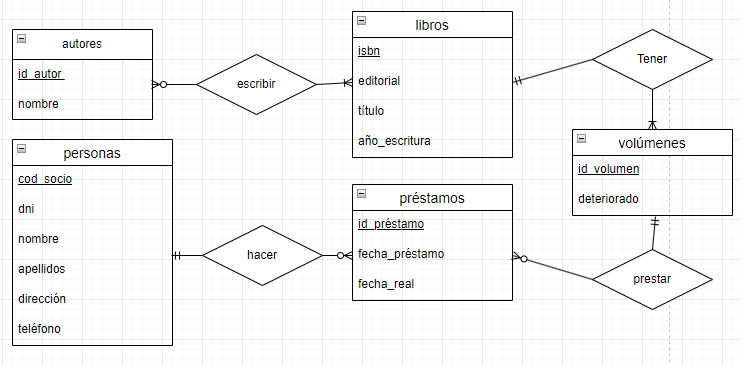 autores
id_autor
nombre
escribir
libros
isbn
editorial
título
año_escritura
Tener
volúmenes
id_volumen
deteriorado
personas
cod_socio
dni
nombre
apellidos
dirección
teléfono
hacer
préstamos
id_préstamo
fecha_préstamo
fecha_real
prestar